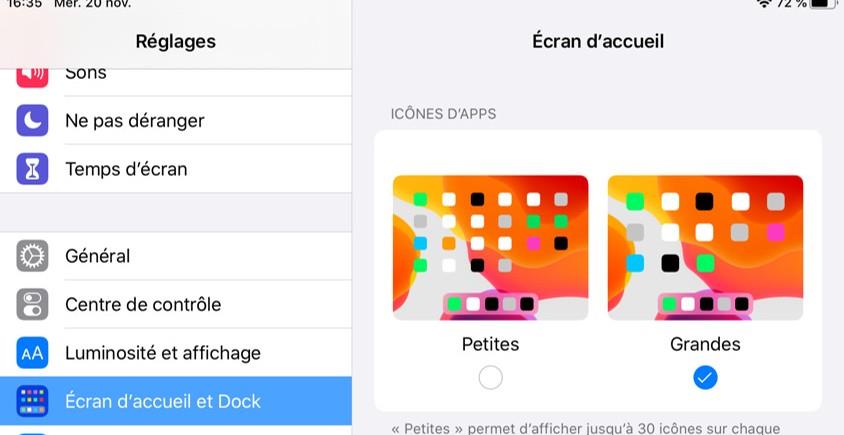 16:35 Mer. 20 nov.
72 %
Réglages
Écran d’accueil
Sons
Ne pas déranger
Temps d’écran
Général
Centre de contrôle
AA
Luminosité et affichage
Écran d’accueil et Dock
ICÔNES D’APPS
Petites
Grandes
« Petites » permet d’afficher jusqu’à 30 icônes sur chaque